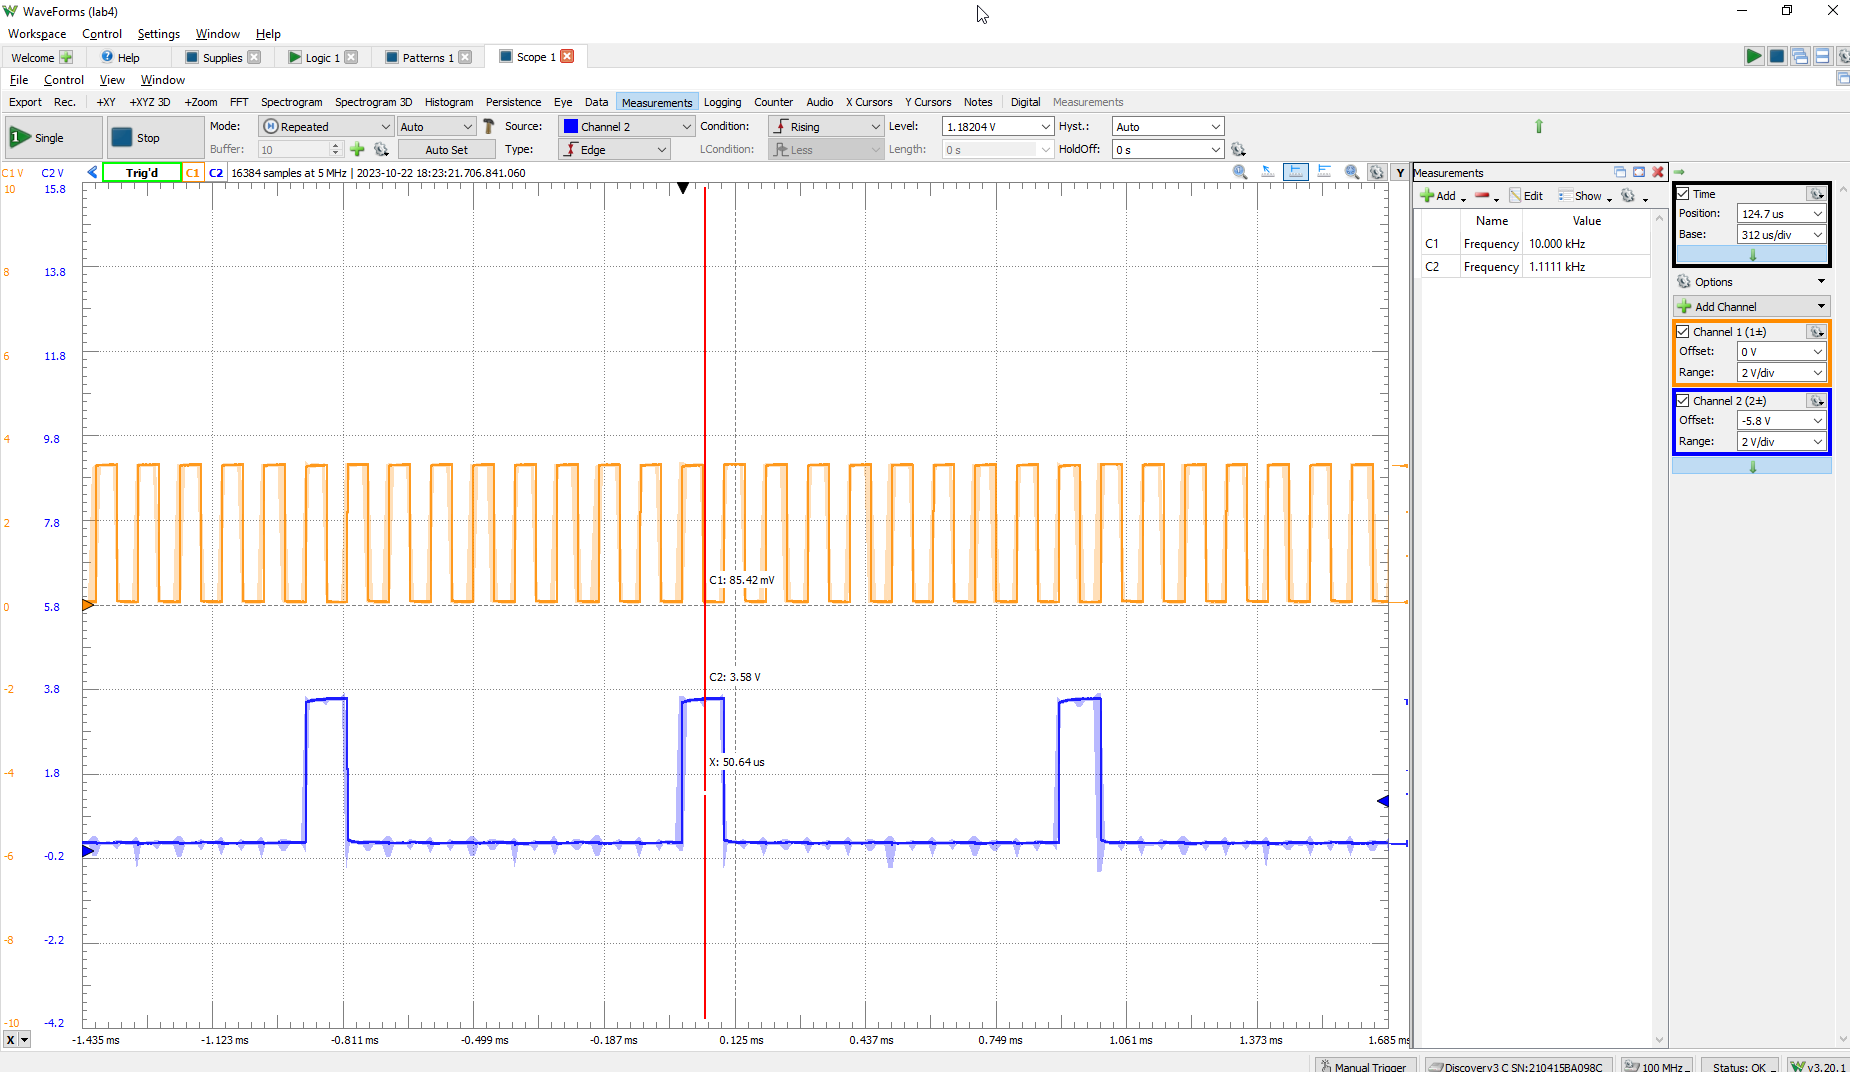 WaveForms (lab4)
Workspace Control Settings Window Help
Welcome Help Supplies Logic 1 Patterns 1 Scope 1
File Control View Window
Export Rec. +XY +XYZ 3D +Zoom FFT Spectrogram Spectrogram 3D Histogram Persistence Eye Data Measurements Logging Counter Audio X Cursors Y Cursors Notes Digital Measurements
Single Stop Mode: Repeated Auto Source: Channel 2 Condition: Rising Level: 1.18204 V Hyst.: Auto
Buffer: 10 Auto Set Type: Edge LCondition: Less Length: 0 s HoldOff: 0 s
C1 V C2 V Trig'd C1 C2 16384 samples at 5 MHz | 2023-10-22 18:23:21.706.841.060 Y
10 15.8
8 13.8
6 11.8
4 9.8
2 7.8
0 5.8
-2 3.8
-4 1.8
-6 -0.2
-8 -2.2
-10 -4.2
C1: 85.42 mV
C2: 3.58 V
X: 50.64 us
X -1.435 ms -1.123 ms -0.811 ms -0.499 ms -0.187 ms 0.125 ms 0.437 ms 0.749 ms 1.061 ms 1.373 ms 1.685 ms
Measurements
Add Edit Show
Name Value
C1 Frequency 10.000 kHz
C2 Frequency 1.1111 kHz
Time
Position: 124.7 us
Base: 312 us/div
Options
Add Channel
Channel 1 (1±)
Offset: 0 V
Range: 2 V/div
Channel 2 (2±)
Offset: -5.8 V
Range: 2 V/div
Manual Trigger Discovery3 C SN:210415BA098C 100 MHz Status: OK v3.20.1